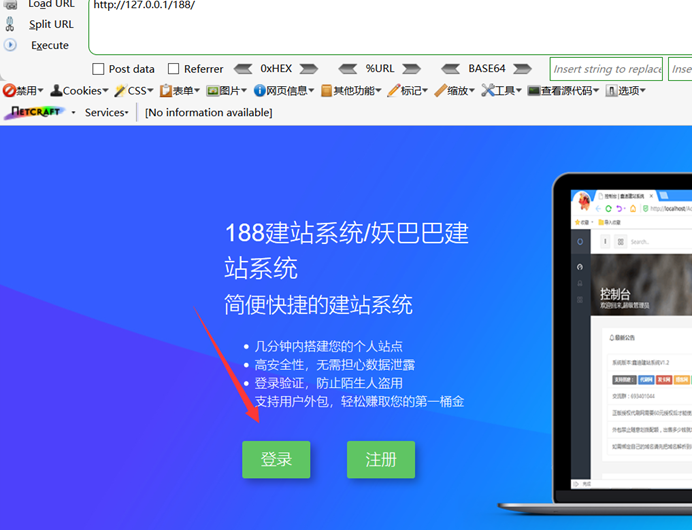 Load URL
http://127.0.0.1/188/
Split URL
Execute
Post data Referrer 0xHEX %URL BASE64 Insert string to replace Inse
禁用 Cookies CSS 表单 图片 网页信息 其他功能 标记 缩放 工具 查看源代码 选项
NETCRAFT Services [No information available]
188建站系统/妖巴巴建
站系统
简便快捷的建站系统
几分钟内搭建您的个人站点
高安全性，无需担心数据泄露
登录验证，防止陌生人盗用
支持用户外包，轻松赚取您的第一桶金
登录 注册
http://localhost/
Search...
控制台
最新公告